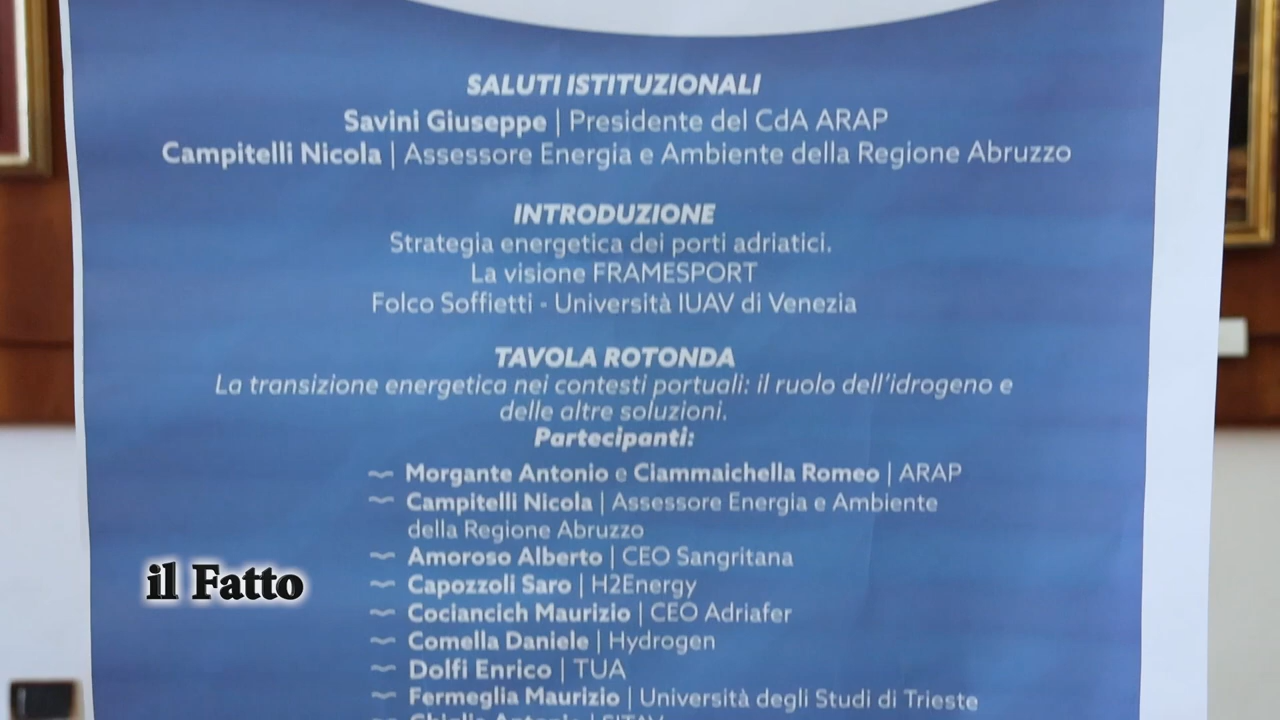 SALUTI ISTITUZIONALI
Savini Giuseppe | Presidente del CdA ARAP
Campitelli Nicola | Assessore Energia e Ambiente della Regione Abruzzo
INTRODUZIONE
Strategia energetica dei porti adriatici.
La visione FRAMESPORT
Folco Soffietti - Università IUAV di Venezia
TAVOLA ROTONDA
La transizione energetica nei contesti portuali: il ruolo dell'idrogeno e
delle altre soluzioni.
Partecipanti:
Morgante Antonio e Ciammaichella Romeo | ARAP
Campitelli Nicola | Assessore Energia e Ambiente
della Regione Abruzzo
Amoroso Alberto | CEO Sangritana
Capozzoli Saro | H2Energy
Cociancich Maurizio | CEO Adriafer
Comella Daniele | Hydrogen
Dolfi Enrico | TUA
Fermeglia Maurizio | Università degli Studi di Trieste
il Fatto